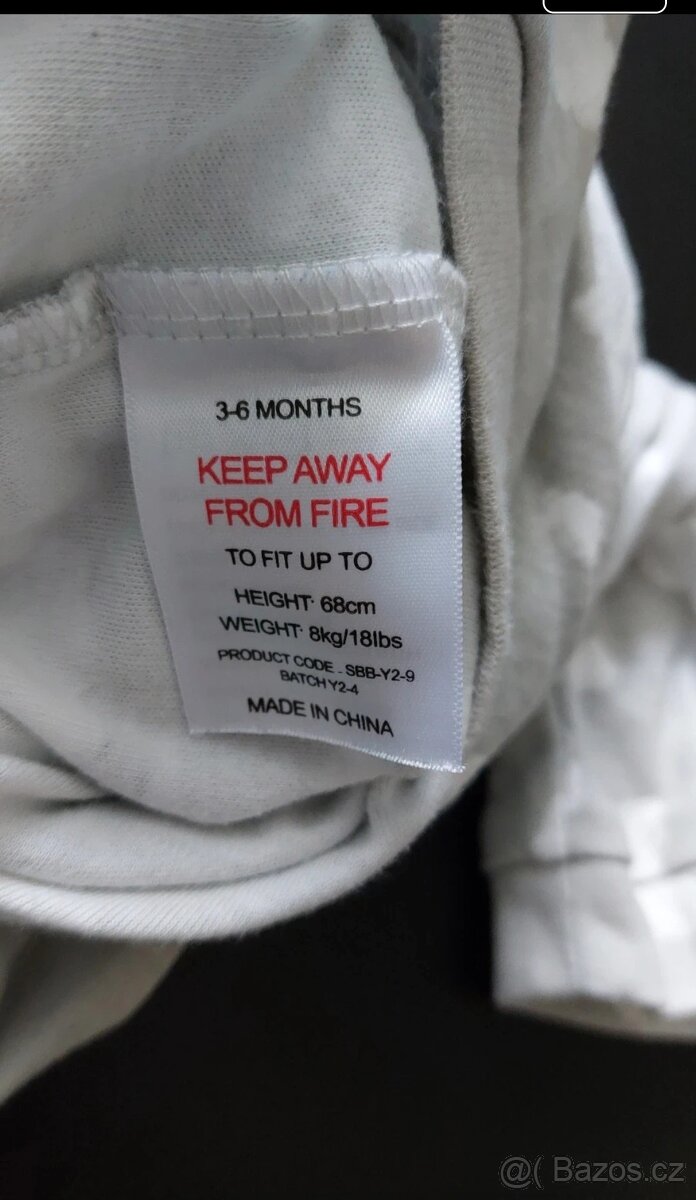 3-6 MONTHS
KEEP AWAY
FROM FIRE
TO FIT UP TO
HEIGHT: 68cm
WEIGHT: 8kg/18lbs
PRODUCT CODE - SBB-Y2-9
BATCH Y2-4
MADE IN CHINA
@( Bazos.cz